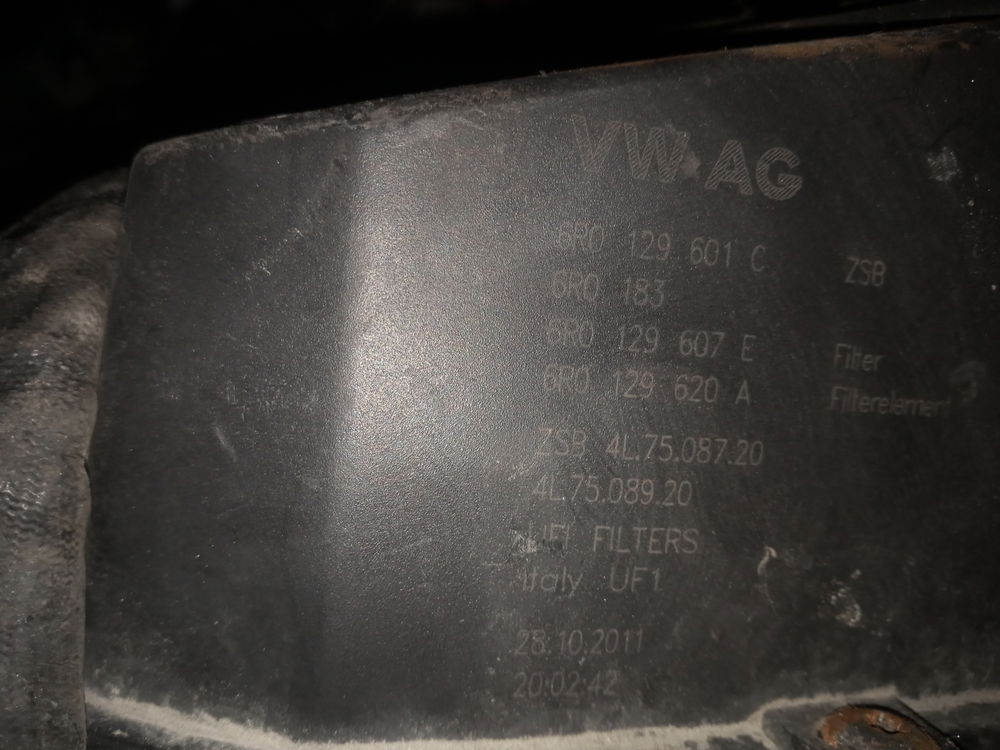 VW AG
6R0 129 601 C ZSB
6R0 183
6R0 129 607 E Filter
6R0 129 620 A Filterelement
ZSB 4L.75.087.20
4L.75.089.20
UFI FILTERS
Italy UF1
28.10.2011
20:02:42